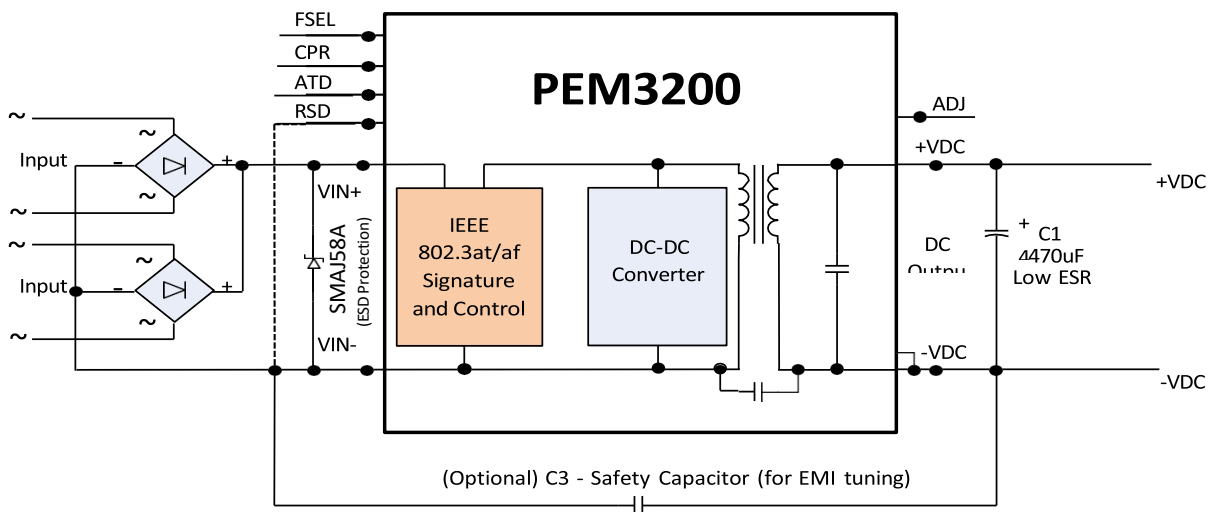 FSEL
CPR
ATD
RSD
PEM3200
ADJ
~
~
Input
-
+
~
~
+VDC
+VDC
VIN+
SMAJ58A
(ESD Protection)
IEEE
802.3at/af
Signature
and Control
DC-DC
Converter
DC
+
C1
4470uF
Low ESR
~
~
Input
-
+
~
~
VIN-
-VDC
-VDC
(Optional) C3 - Safety Capacitor (for EMI tuning)